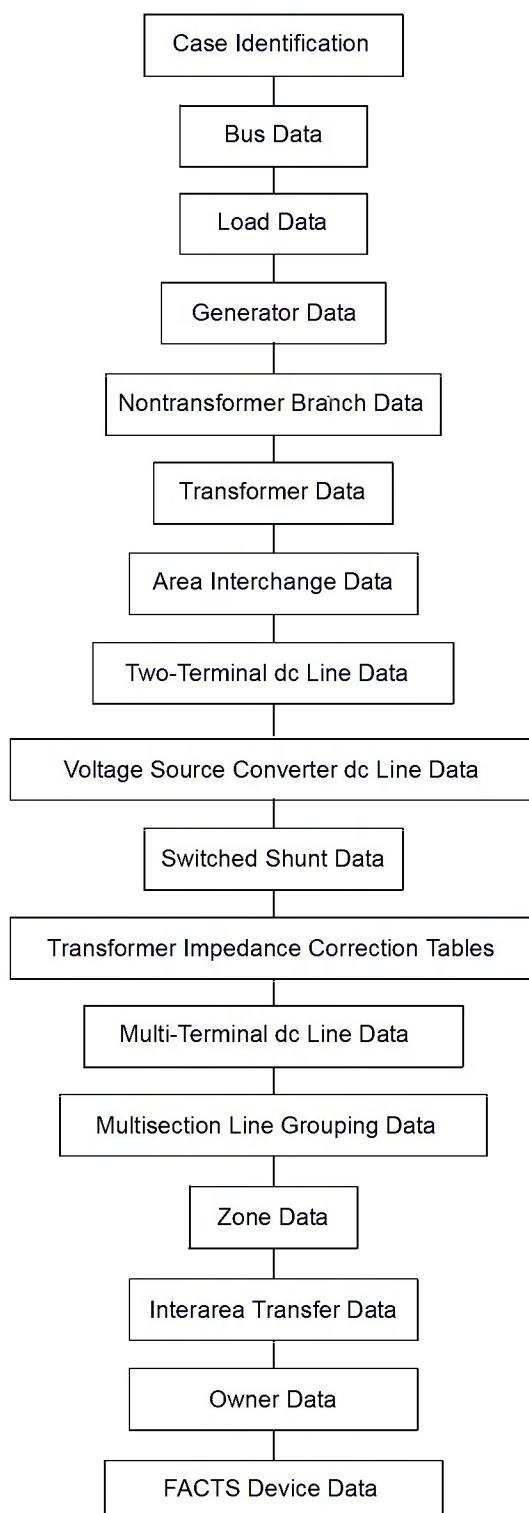 Case Identification
Bus Data
Load Data
Generator Data
Nontransformer Branch Data
Transformer Data
Area Interchange Data
Two-Terminal dc Line Data
Voltage Source Converter dc Line Data
Switched Shunt Data
Transformer Impedance Correction Tables
Multi-Terminal dc Line Data
Multisection Line Grouping Data
Zone Data
Interarea Transfer Data
Owner Data
FACTS Device Data